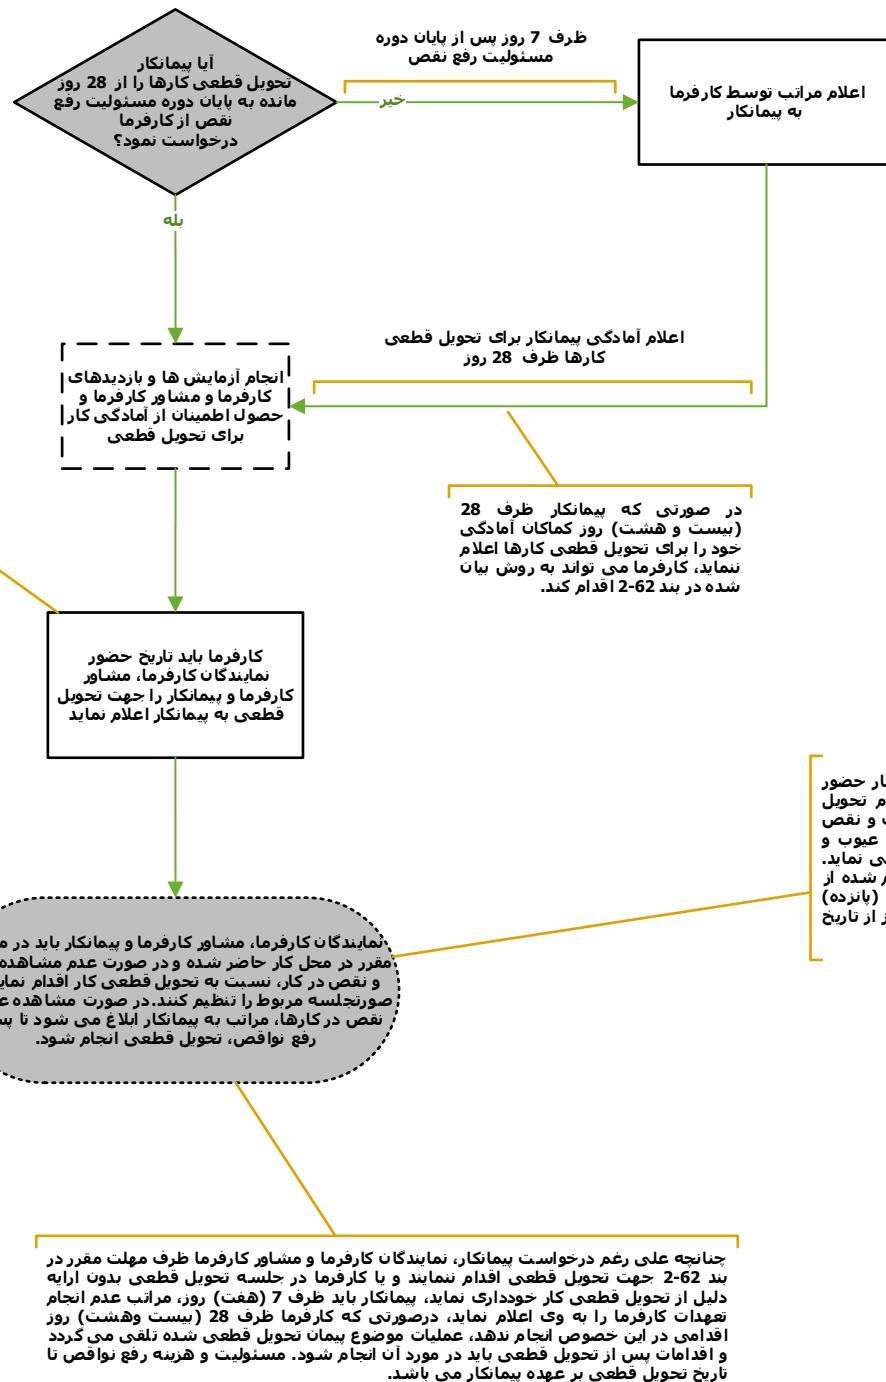 آیا پیمانکار
تحویل قطعی کارها را از 28 روز
مانده به پایان دوره مسئولیت رفع
نقص از کارفرما
درخواست نمود؟
ظرف 7 روز پس از پایان دوره
مسئولیت رفع نقص
خیر
اعلام مراتب توسط کارفرما
به پیمانکار
بله
اعلام آمادگی پیمانکار برای تحویل قطعی
کارها ظرف 28 روز
انجام آزمایش ها و بازدیدهای
کارفرما و مشاور کارفرما و
حصول اطمینان از آمادگی کار
برای تحویل قطعی
در صورتی که پیمانکار ظرف 28
(بیست و هشت) روز کماکان آمادگی
خود را برای تحویل قطعی کارها اعلام
ننماید، کارفرما می تواند به روش بیان
شده در بند 62-2 اقدام کند.
کارفرما باید تاریخ حضور
نمایندگان کارفرما، مشاور
کارفرما و پیمانکار را جهت تحویل
قطعی به پیمانکار اعلام نماید
حضور
تحویل
و نقص
عیوب و
نماید.
شده از
(پانزده)
از تاریخ
نمایندگان کارفرما، مشاور کارفرما و پیمانکار باید در
مقرر در محل کار حاضر شده و در صورت عدم مشاهده
و نقص در کار، نسبت به تحویل قطعی کار اقدام
صورتجلسه مربوط را تنظیم کنند.در صورت مشاهده
نقص در کارها، مراتب به پیمانکار ابلاغ می شود تا
رفع نواقص، تحویل قطعی انجام شود.
چنانچه علی رغم درخواست پیمانکار، نمایندگان کارفرما و مشاور کارفرما ظرف مهلت مقرر در
بند 62-2 جهت تحویل قطعی اقدام ننمایند و یا کارفرما در جلسه تحویل قطعی بدون ارایه
دلیل از تحویل قطعی کار خودداری نماید، پیمانکار باید ظرف 7 (هفت) روز، مراتب عدم انجام
تعهدات کارفرما را به وی اعلام نماید، درصورتی که کارفرما ظرف 28 (بیست وهشت) روز
اقدامی در این خصوص انجام ندهد، عملیات موضوع پیمان تحویل قطعی شده تلقی می گردد
و اقدامات پس از تحویل قطعی باید در مورد آن انجام شود. مسئولیت و هزینه رفع نواقص تا
تاریخ تحویل قطعی بر عهده پیمانکار می باشد.